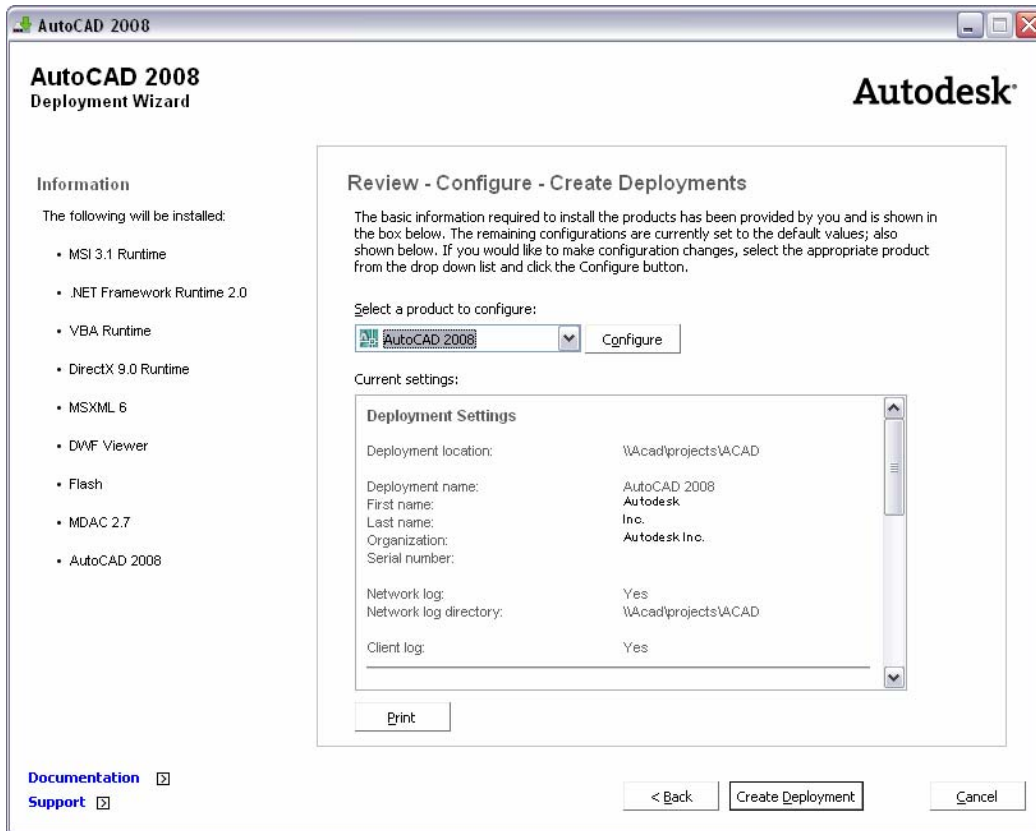 AutoCAD 2008
AutoCAD 2008
Deployment Wizard
Autodesk
Information
The following will be installed:
• MSI 3.1 Runtime
• .NET Framework Runtime 2.0
• VBA Runtime
• DirectX 9.0 Runtime
• MSXML 6
• DWF Viewer
• Flash
• MDAC 2.7
• AutoCAD 2008
Review - Configure - Create Deployments
The basic information required to install the products has been provided by you and is shown in
the box below. The remaining configurations are currently set to the default values; also
shown below. If you would like to make configuration changes, select the appropriate product
from the drop down list and click the Configure button.
Select a product to configure:
AutoCAD 2008 Configure
Current settings:
Deployment Settings
Deployment location: \\Acad\projects\ACAD
Deployment name: AutoCAD 2008
First name: Autodesk
Last name: Inc.
Organization: Autodesk Inc.
Serial number:
Network log: Yes
Network log directory: \\Acad\projects\ACAD
Client log: Yes
Print
Documentation
Support
< Back Create Deployment Cancel